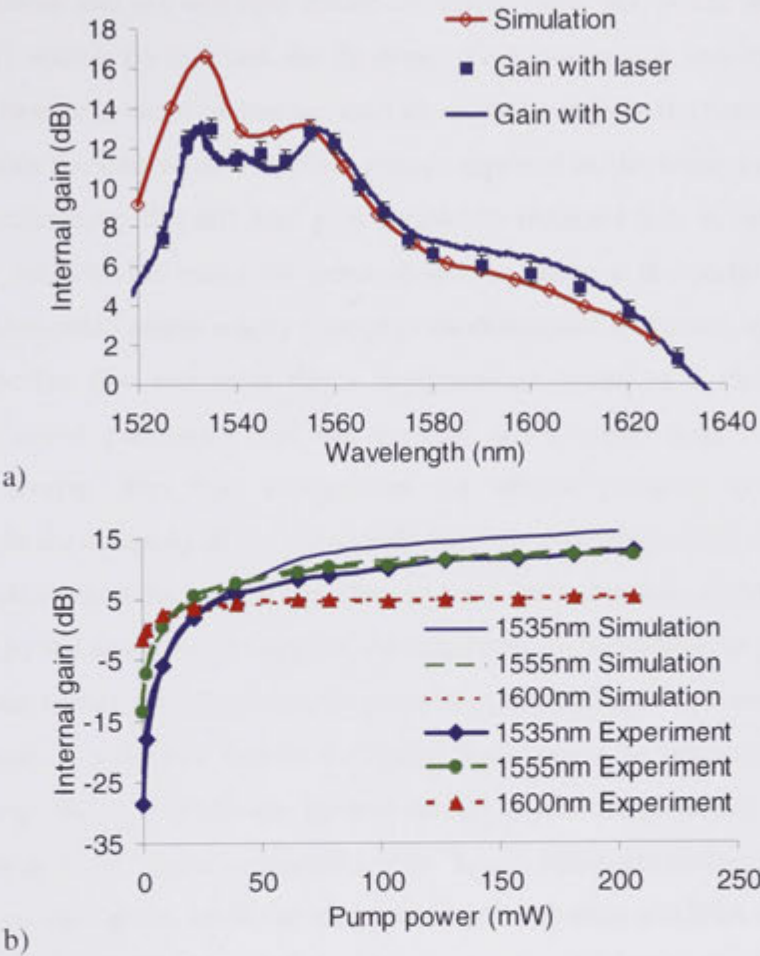 18
16
14
12
10
8
6
4
2
0
Internal gain (dB)
Simulation
Gain with laser
Gain with SC
1520 1540 1560 1580 1600 1620 1640
Wavelength (nm)
a)
15
5
-5
-15
-25
-35
Internal gain (dB)
1535nm Simulation
1555nm Simulation
1600nm Simulation
1535nm Experiment
1555nm Experiment
1600nm Experiment
0 50 100 150 200 250
Pump power (mW)
b)